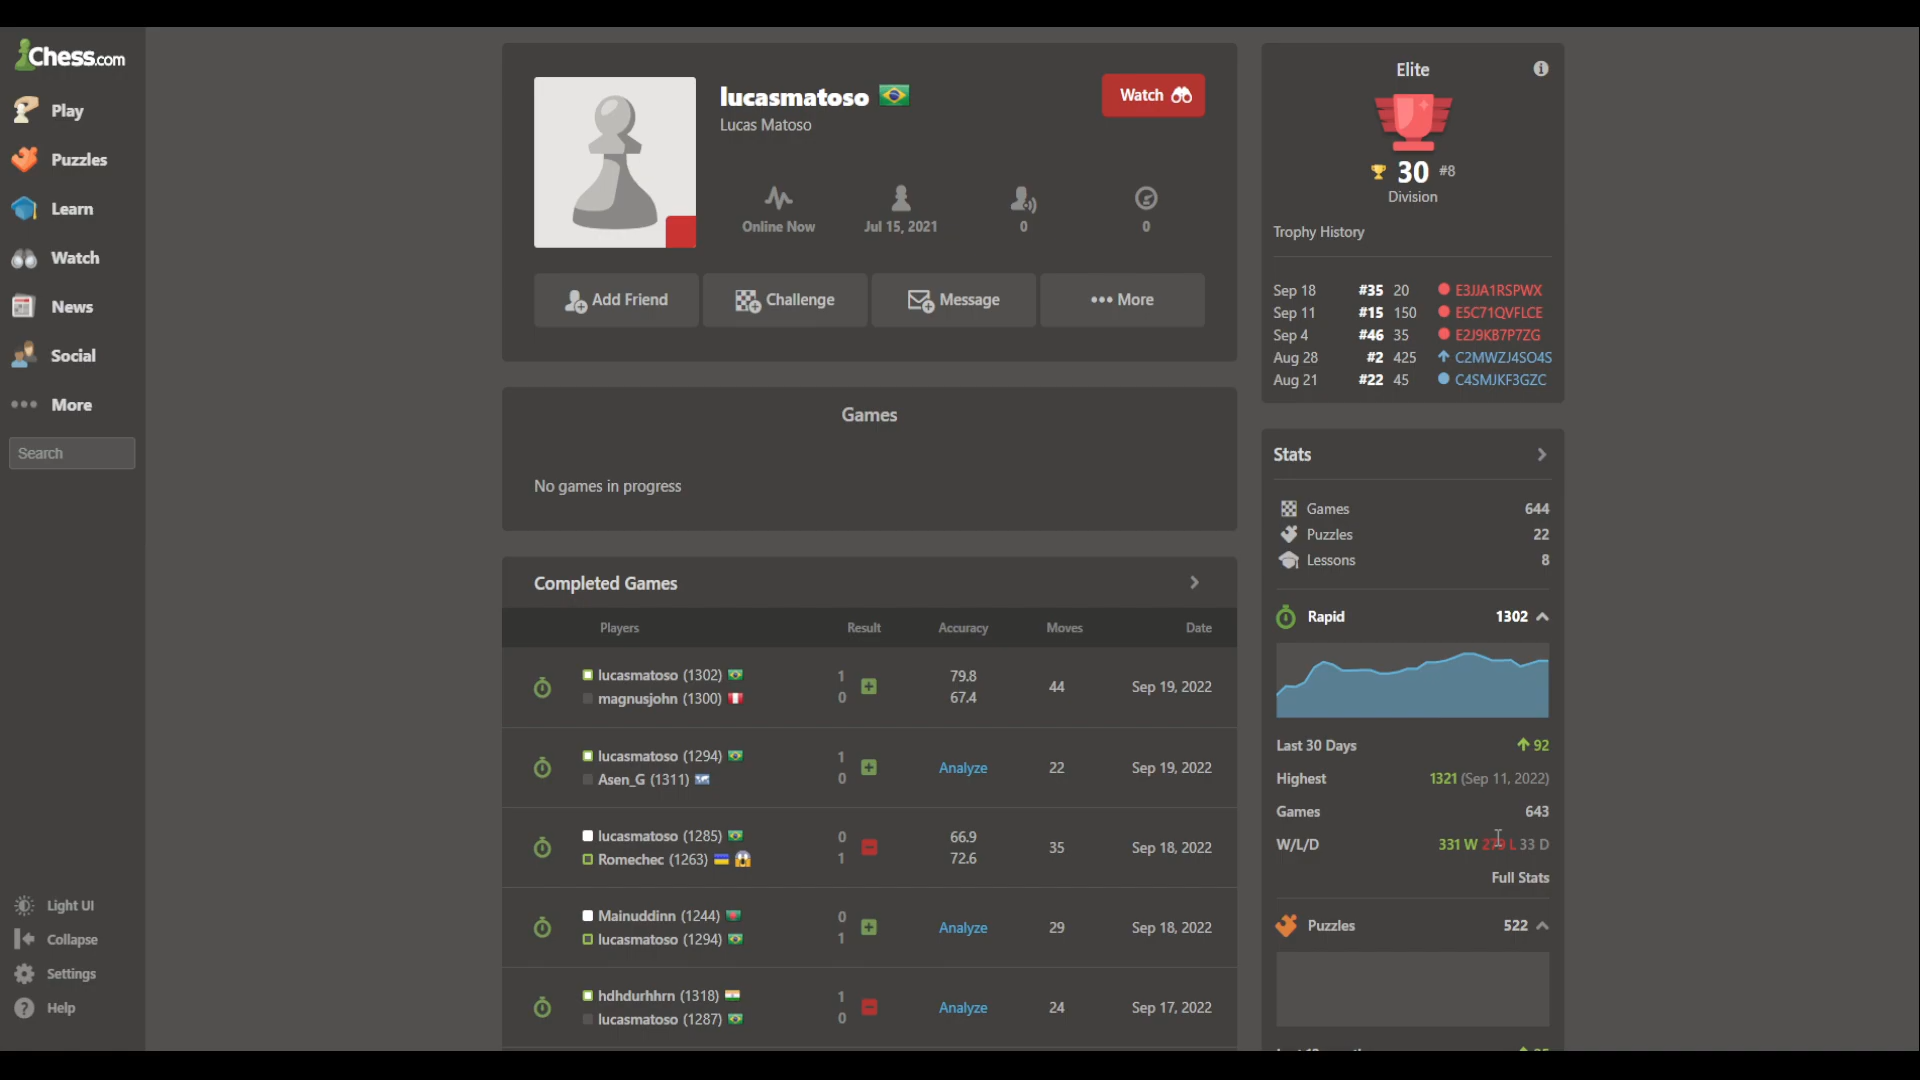 Chess.com
Play
Puzzles
Learn
Watch
News
Social
More
Search
Light UI
Collapse
Settings
Help
lucasmatoso
Lucas Matoso
Watch
Online Now
Jul 15, 2021
0
0
Add Friend
Challenge
Message
••• More
Games
No games in progress
Completed Games
Players Result Accuracy Moves Date
lucasmatoso (1302) 1 79.8
magnusjohn (1300) 0 67.4
44 Sep 19, 2022
lucasmatoso (1294) 1
Asen_G (1311) 0
Analyze 22 Sep 19, 2022
lucasmatoso (1285) 0 66.9
Romechec (1263) 1 72.6
35 Sep 18, 2022
Mainuddinn (1244) 0
lucasmatoso (1294) 1
Analyze 29 Sep 18, 2022
hdhdurhhrn (1318) 1
lucasmatoso (1287) 0
Analyze 24 Sep 17, 2022
Elite
30 #8
Division
Trophy History
Sep 18 #35 20 E3JJA1RSPWX
Sep 11 #15 150 E5C71QVFLCE
Sep 4 #46 35 E2J9KB7P7ZG
Aug 28 #2 425 C2MWZJ4SO4S
Aug 21 #22 45 C4SMJKF3GZC
Stats
Games 644
Puzzles 22
Lessons 8
Rapid 1302
Last 30 Days 92
Highest 1321 (Sep 11, 2022)
Games 643
W/L/D 331 W 279 L 33 D
Full Stats
Puzzles 522